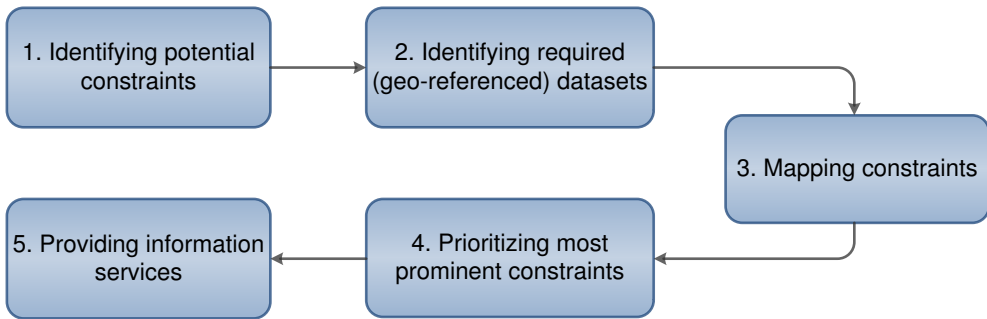 1. Identifying potential
constraints
2. Identifying required
(geo-referenced) datasets
3. Mapping constraints
4. Prioritizing most
prominent constraints
5. Providing information
services